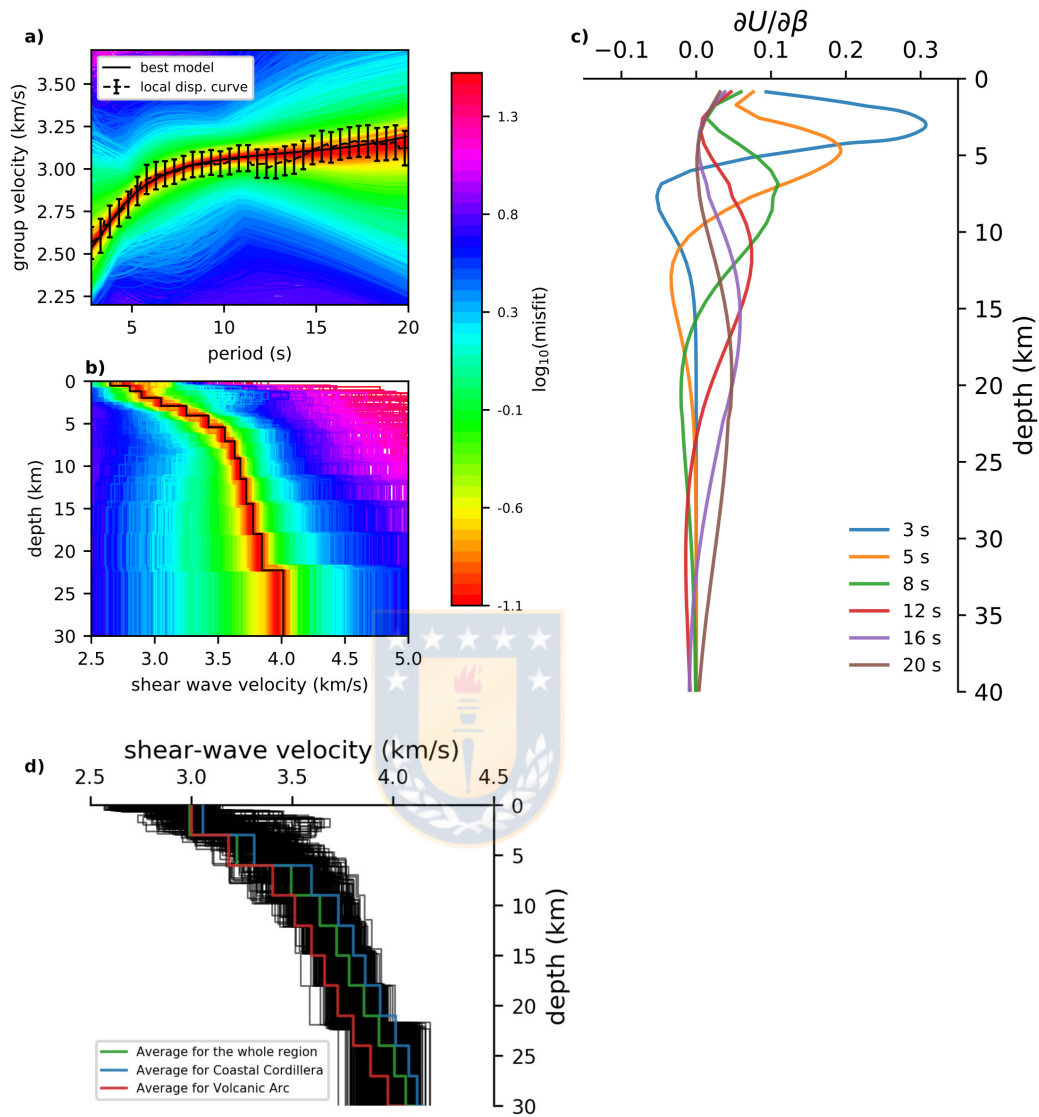 a)
best model
local disp. curve
3.50
3.25
3.00
2.75
2.50
2.25
group velocity (km/s)
5 10 15 20
period (s)
1.3
0.8
0.3
-0.1
-0.6
-1.1
log10(misfit)
b)
0
5
10
15
20
25
30
depth (km)
2.5 3.0 3.5 4.0 4.5 5.0
shear wave velocity (km/s)
c)
∂U/∂β
−0.1 0.0 0.1 0.2 0.3
0
5
10
15
20
25
30
35
40
depth (km)
3 s
5 s
8 s
12 s
16 s
20 s
d)
shear-wave velocity (km/s)
2.5 3.0 3.5 4.0 4.5
0
5
10
15
20
25
30
depth (km)
Average for the whole region
Average for Coastal Cordillera
Average for Volcanic Arc